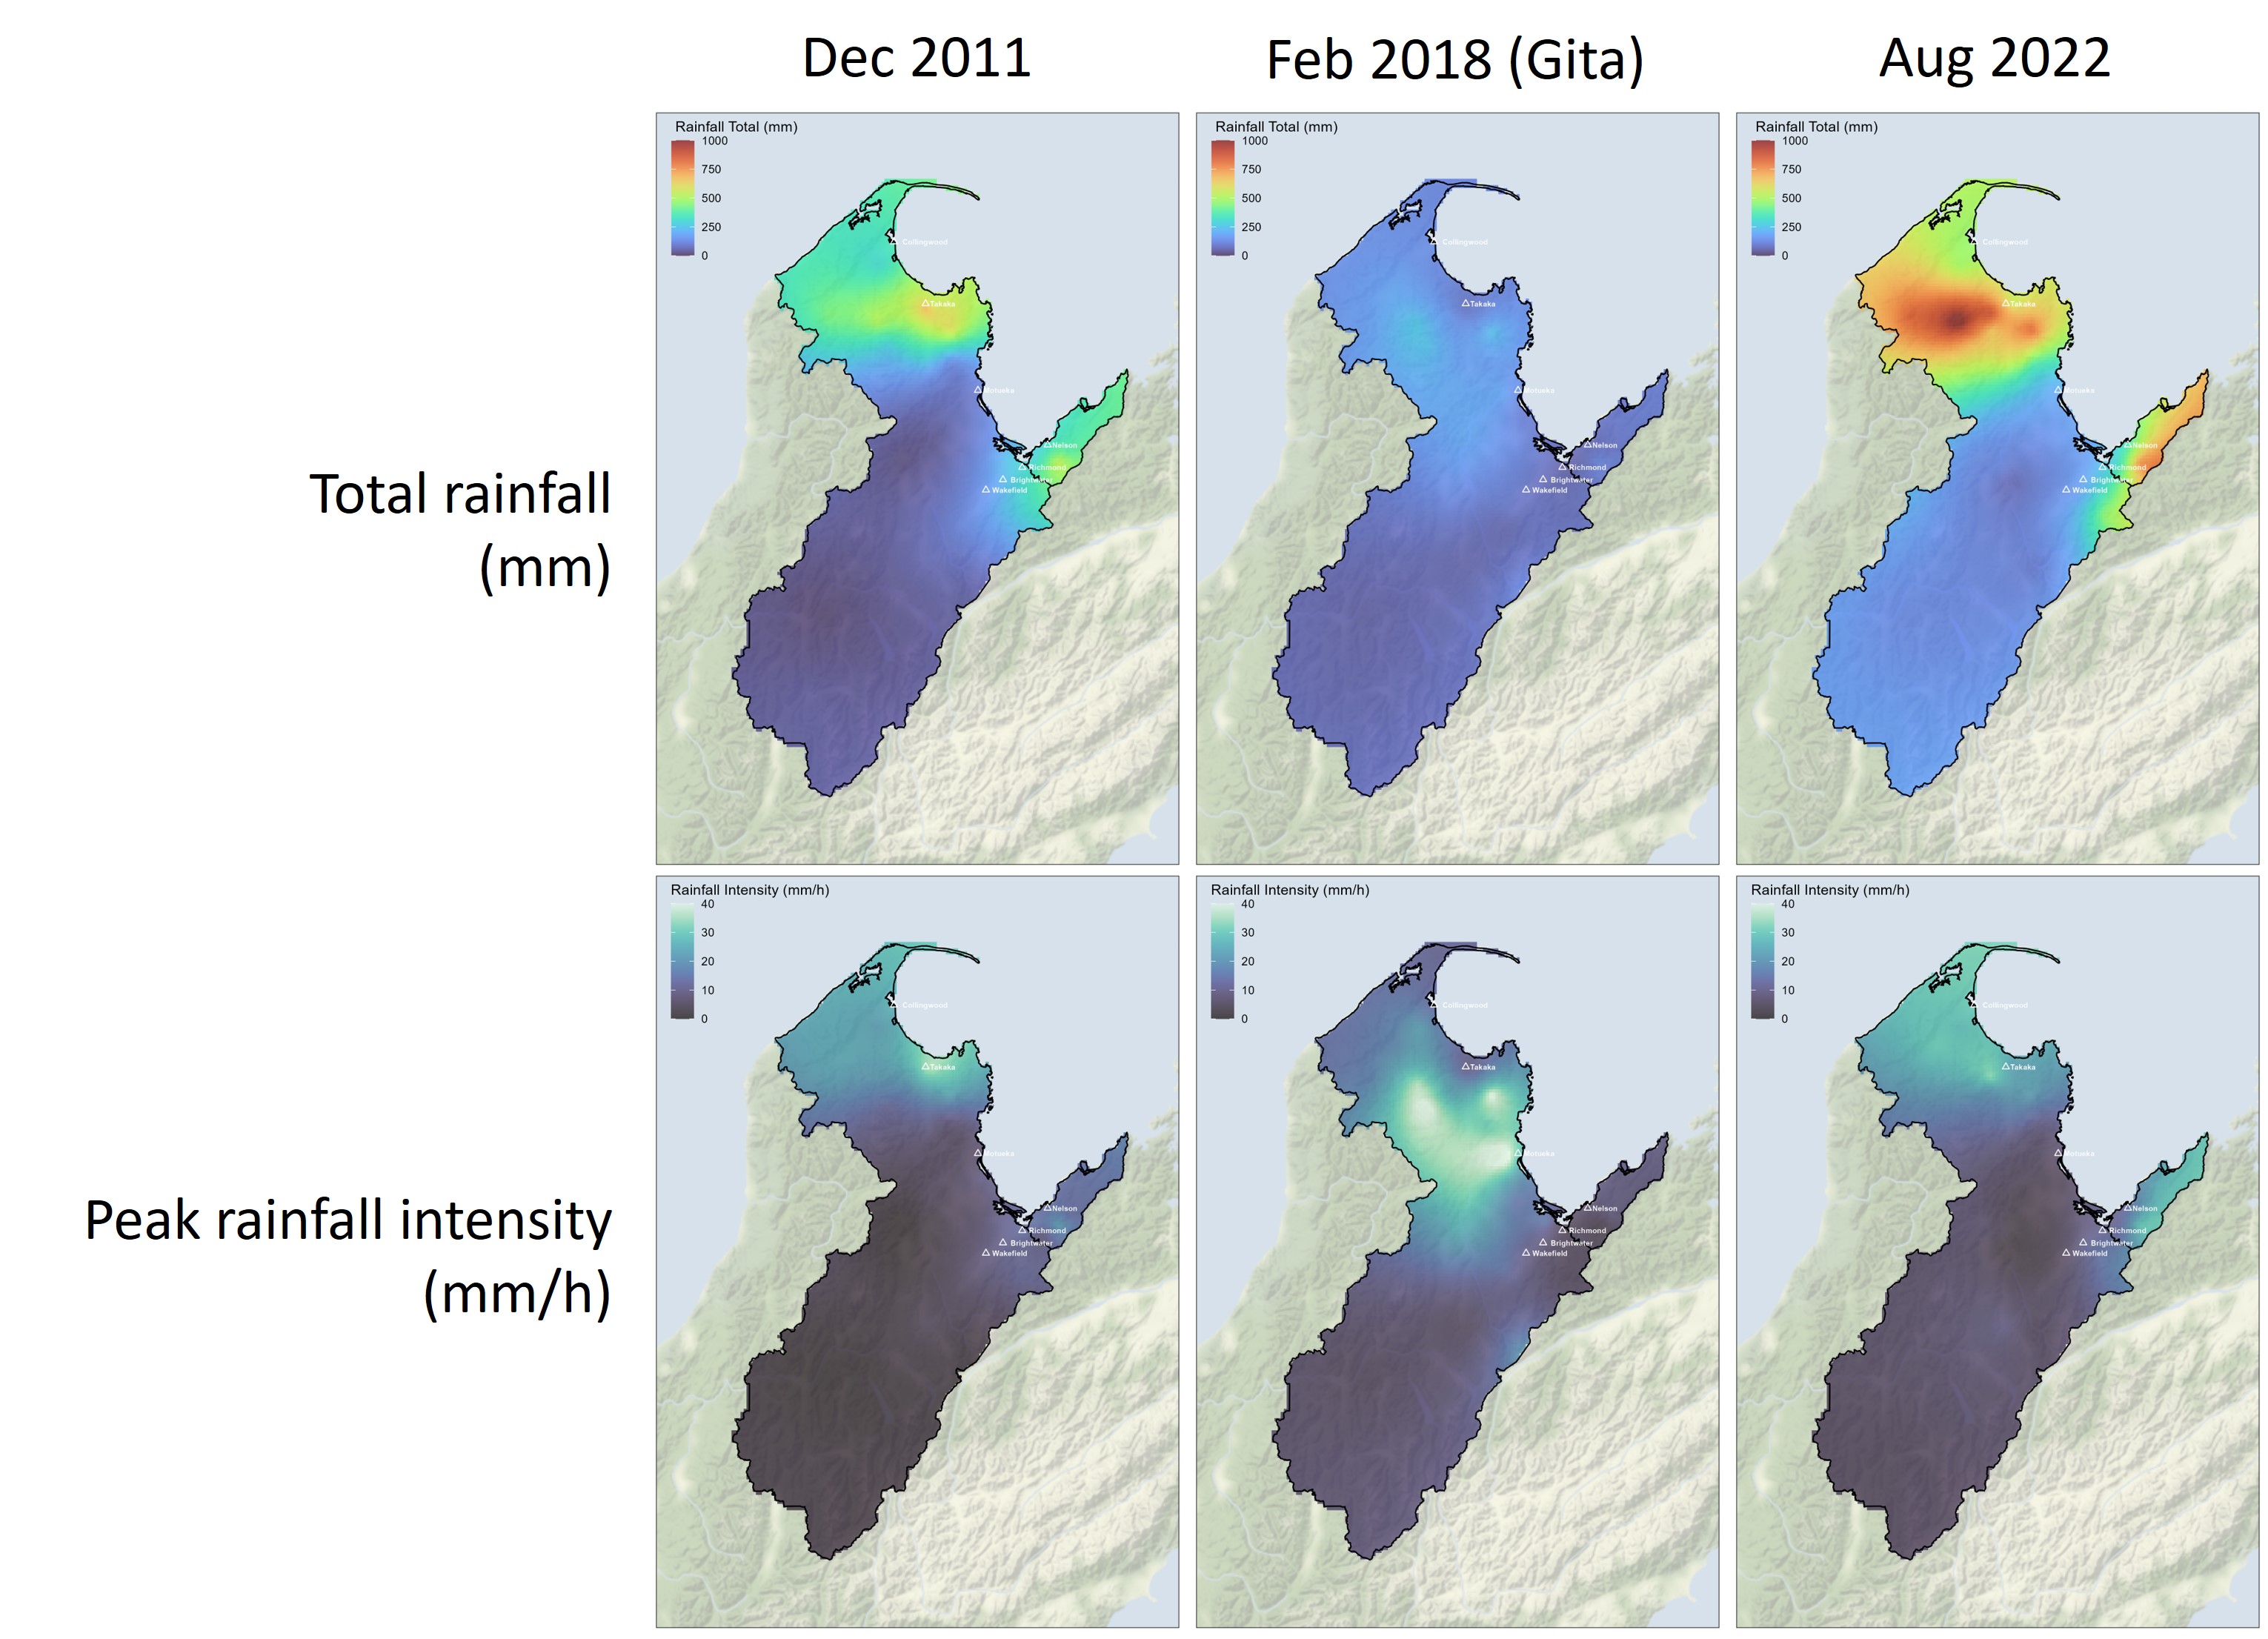 Dec 2011
Feb 2018 (Gita)
Aug 2022
Total rainfall
(mm)
Rainfall Total (mm)
1000
750
500
250
0
Collingwood
Takaka
Motueka
Nelson
Richmond
Brightwater
Wakefield
Rainfall Total (mm)
1000
750
500
250
0
Collingwood
Takaka
Motueka
Nelson
Richmond
Brightwater
Wakefield
Rainfall Total (mm)
1000
750
500
250
0
Collingwood
Takaka
Motueka
Nelson
Richmond
Brightwater
Wakefield
Peak rainfall intensity
(mm/h)
Rainfall Intensity (mm/h)
40
30
20
10
0
Collingwood
Takaka
Motueka
Nelson
Richmond
Brightwater
Wakefield
Rainfall Intensity (mm/h)
40
30
20
10
0
Collingwood
Takaka
Motueka
Nelson
Richmond
Brightwater
Wakefield
Rainfall Intensity (mm/h)
40
30
20
10
0
Collingwood
Takaka
Motueka
Nelson
Richmond
Brightwater
Wakefield